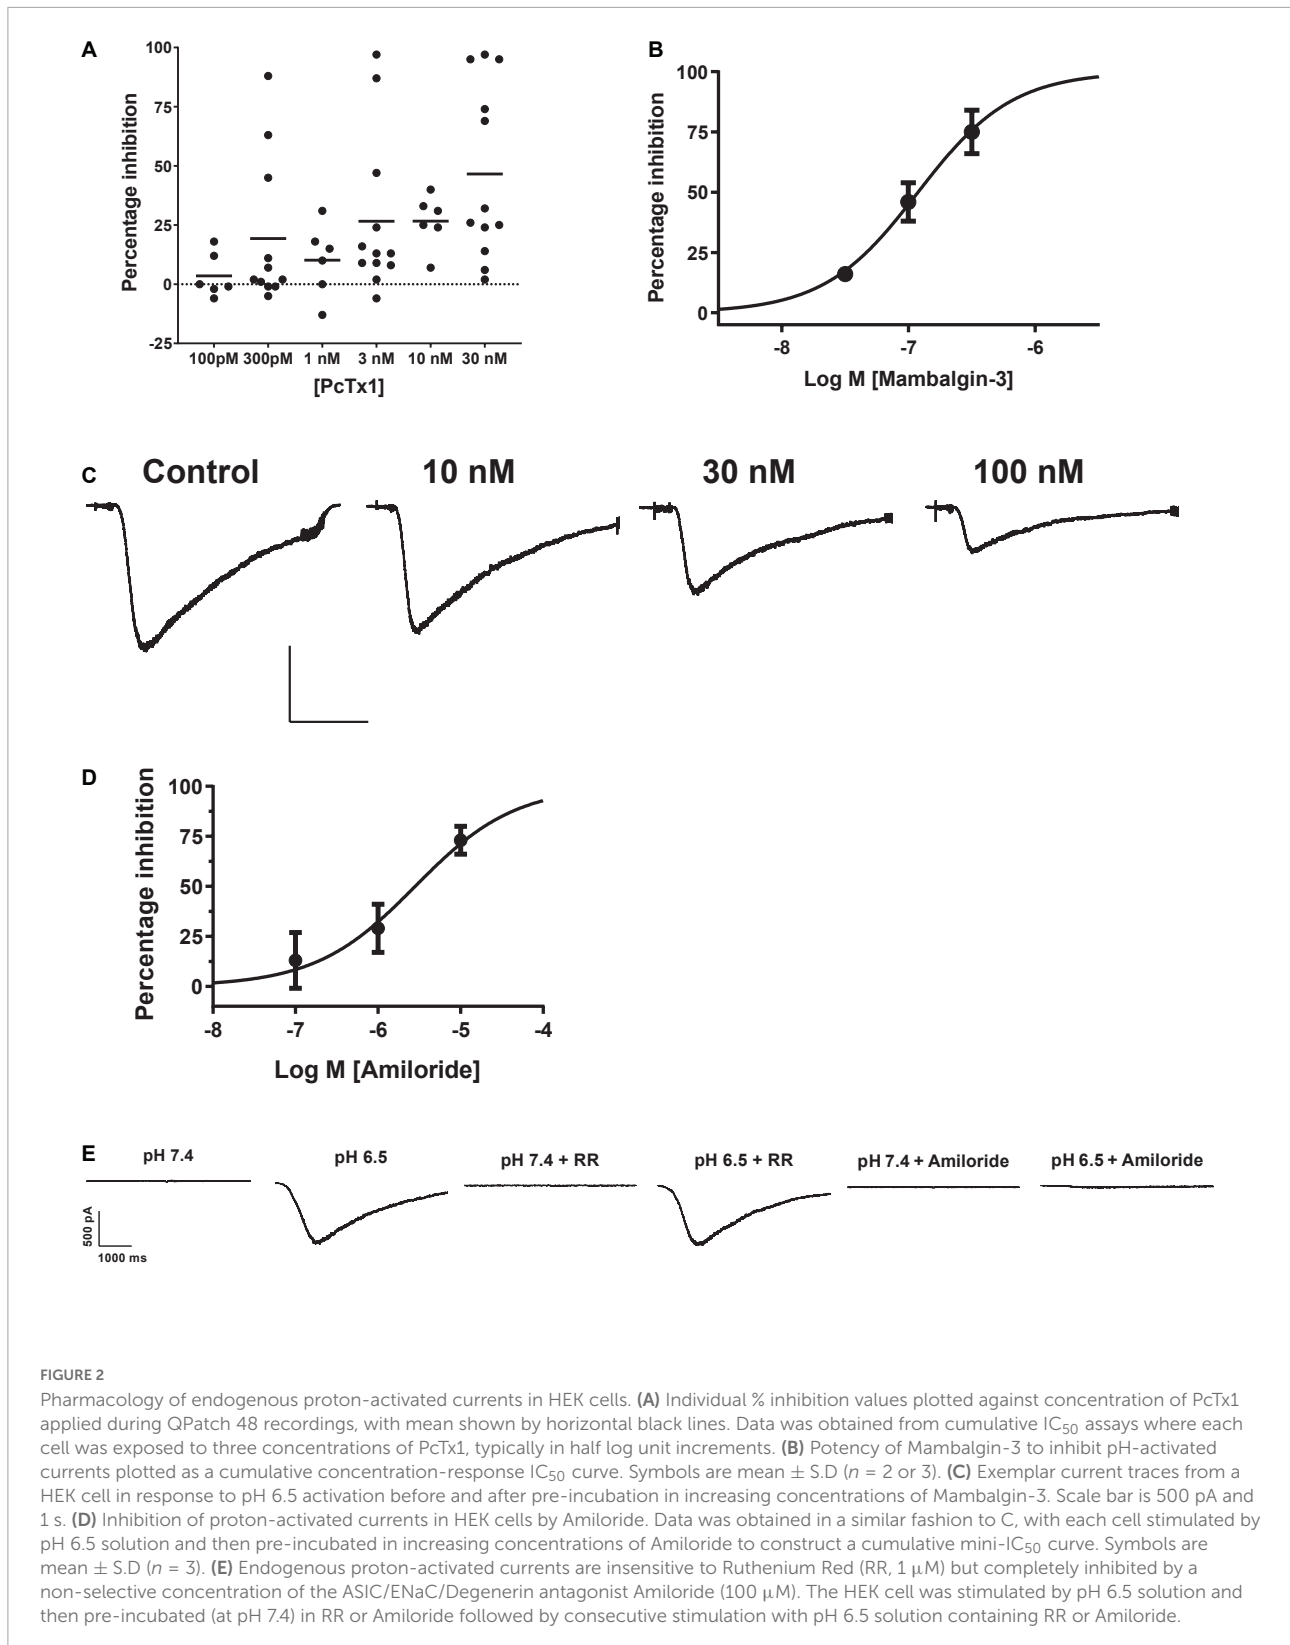 A
100
75
50
25
0
-25
Percentage inhibition
100pM 300pM 1 nM 3 nM 10 nM 30 nM
[PcTx1]
B
100
75
50
25
0
Percentage inhibition
-8 -7 -6
Log M [Mambalgin-3]
C
Control 10 nM 30 nM 100 nM
D
100
75
50
25
0
Percentage inhibition
-8 -7 -6 -5 -4
Log M [Amiloride]
E
pH 7.4 pH 6.5 pH 7.4 + RR pH 6.5 + RR pH 7.4 + Amiloride pH 6.5 + Amiloride
500 pA
1000 ms
FIGURE 2
Pharmacology of endogenous proton-activated currents in HEK cells. (A) Individual % inhibition values plotted against concentration of PcTx1
applied during QPatch 48 recordings, with mean shown by horizontal black lines. Data was obtained from cumulative IC50 assays where each
cell was exposed to three concentrations of PcTx1, typically in half log unit increments. (B) Potency of Mambalgin-3 to inhibit pH-activated
currents plotted as a cumulative concentration-response IC50 curve. Symbols are mean ± S.D (n = 2 or 3). (C) Exemplar current traces from a
HEK cell in response to pH 6.5 activation before and after pre-incubation in increasing concentrations of Mambalgin-3. Scale bar is 500 pA and
1 s. (D) Inhibition of proton-activated currents in HEK cells by Amiloride. Data was obtained in a similar fashion to C, with each cell stimulated by
pH 6.5 solution and then pre-incubated in increasing concentrations of Amiloride to construct a cumulative mini-IC50 curve. Symbols are
mean ± S.D (n = 3). (E) Endogenous proton-activated currents are insensitive to Ruthenium Red (RR, 1 μM) but completely inhibited by a
non-selective concentration of the ASIC/ENaC/Degenerin antagonist Amiloride (100 μM). The HEK cell was stimulated by pH 6.5 solution and
then pre-incubated (at pH 7.4) in RR or Amiloride followed by consecutive stimulation with pH 6.5 solution containing RR or Amiloride.